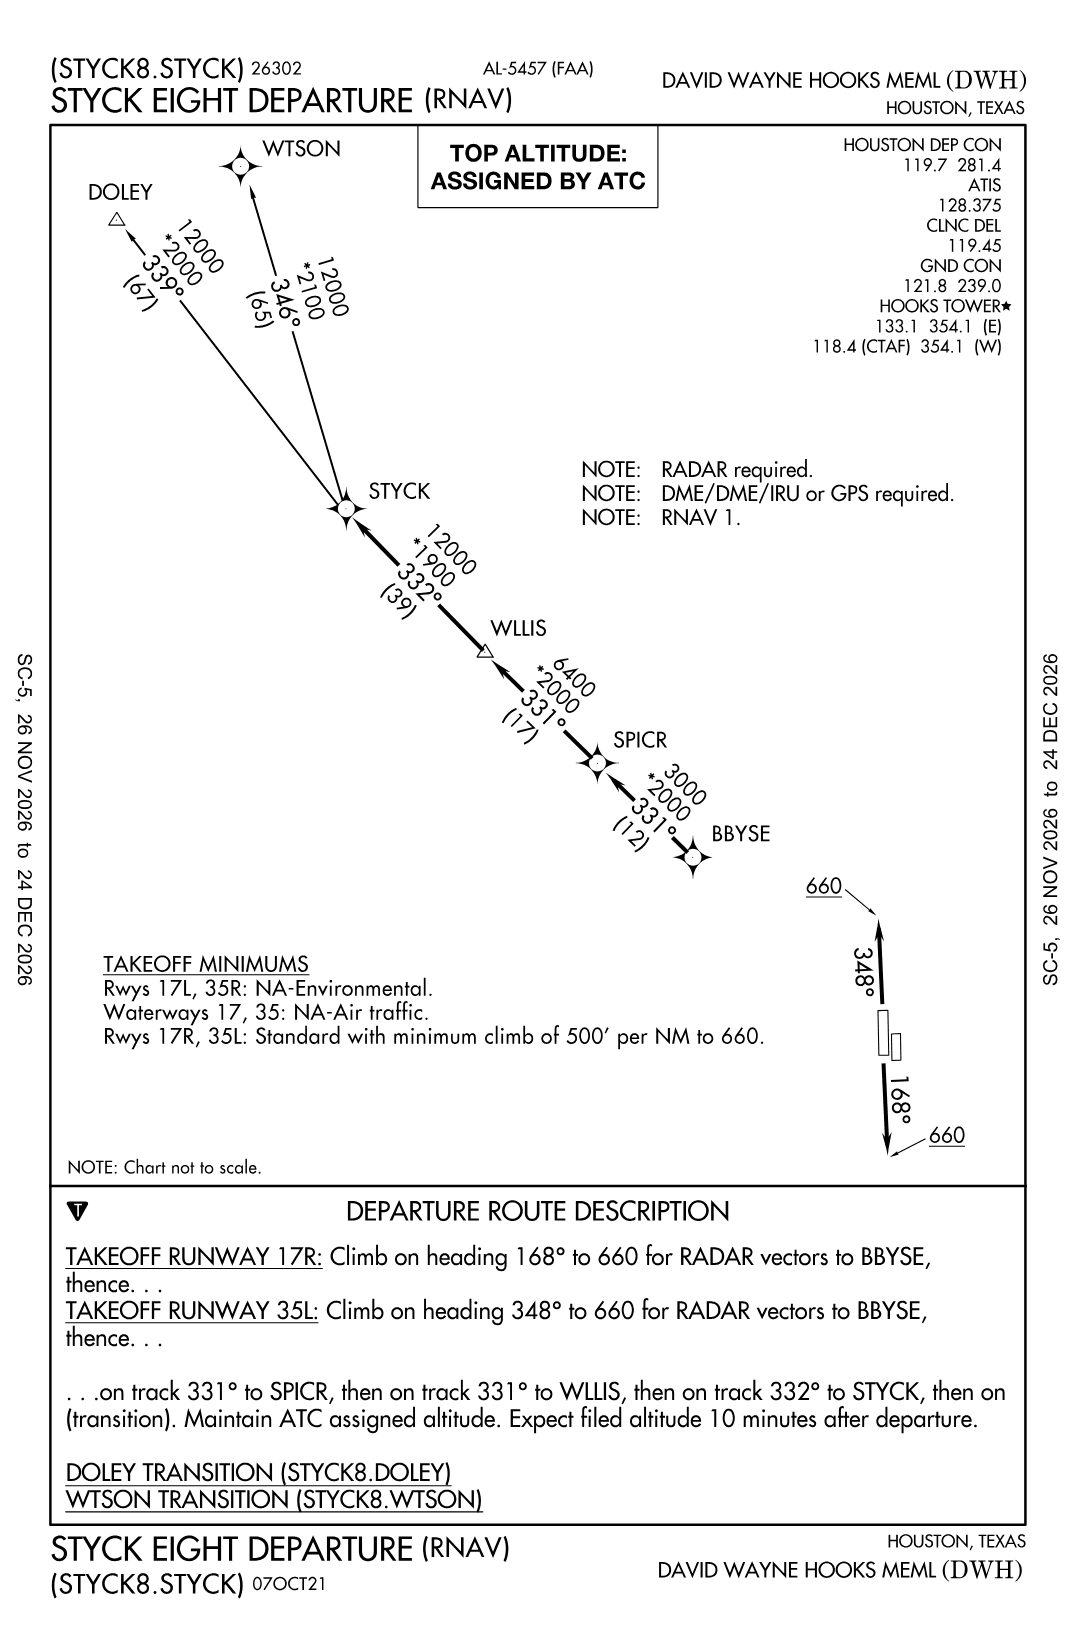 (STYCK8.STYCK) 26302
AL-5457 (FAA)
STYCK EIGHT DEPARTURE (RNAV)
DAVID WAYNE HOOKS MEML (DWH)
HOUSTON, TEXAS
TOP ALTITUDE:
ASSIGNED BY ATC
HOUSTON DEP CON
119.7 281.4
ATIS
128.375
CLNC DEL
119.45
GND CON
121.8 239.0
HOOKS TOWER★
133.1 354.1 (E)
118.4 (CTAF) 354.1 (W)
WTSON
DOLEY
12000
*2000
339°
(67)
12000
*2100
346°
(65)
NOTE: RADAR required.
NOTE: DME/DME/IRU or GPS required.
NOTE: RNAV 1.
STYCK
12000
*1900
332°
(39)
WLLIS
6400
*2000
331°
(17)
SPICR
3000
*2000
331°
(12)
BBYSE
660
348°
168°
660
TAKEOFF MINIMUMS
Rwys 17L, 35R: NA-Environmental.
Waterways 17, 35: NA-Air traffic.
Rwys 17R, 35L: Standard with minimum climb of 500' per NM to 660.
NOTE: Chart not to scale.
SC-5, 26 NOV 2026 to 24 DEC 2026
SC-5, 26 NOV 2026 to 24 DEC 2026
T
DEPARTURE ROUTE DESCRIPTION
TAKEOFF RUNWAY 17R: Climb on heading 168° to 660 for RADAR vectors to BBYSE,
thence. . .
TAKEOFF RUNWAY 35L: Climb on heading 348° to 660 for RADAR vectors to BBYSE,
thence. . .
. . .on track 331° to SPICR, then on track 331° to WLLIS, then on track 332° to STYCK, then on
(transition). Maintain ATC assigned altitude. Expect filed altitude 10 minutes after departure.
DOLEY TRANSITION (STYCK8.DOLEY)
WTSON TRANSITION (STYCK8.WTSON)
STYCK EIGHT DEPARTURE (RNAV)
(STYCK8.STYCK) 07OCT21
HOUSTON, TEXAS
DAVID WAYNE HOOKS MEML (DWH)